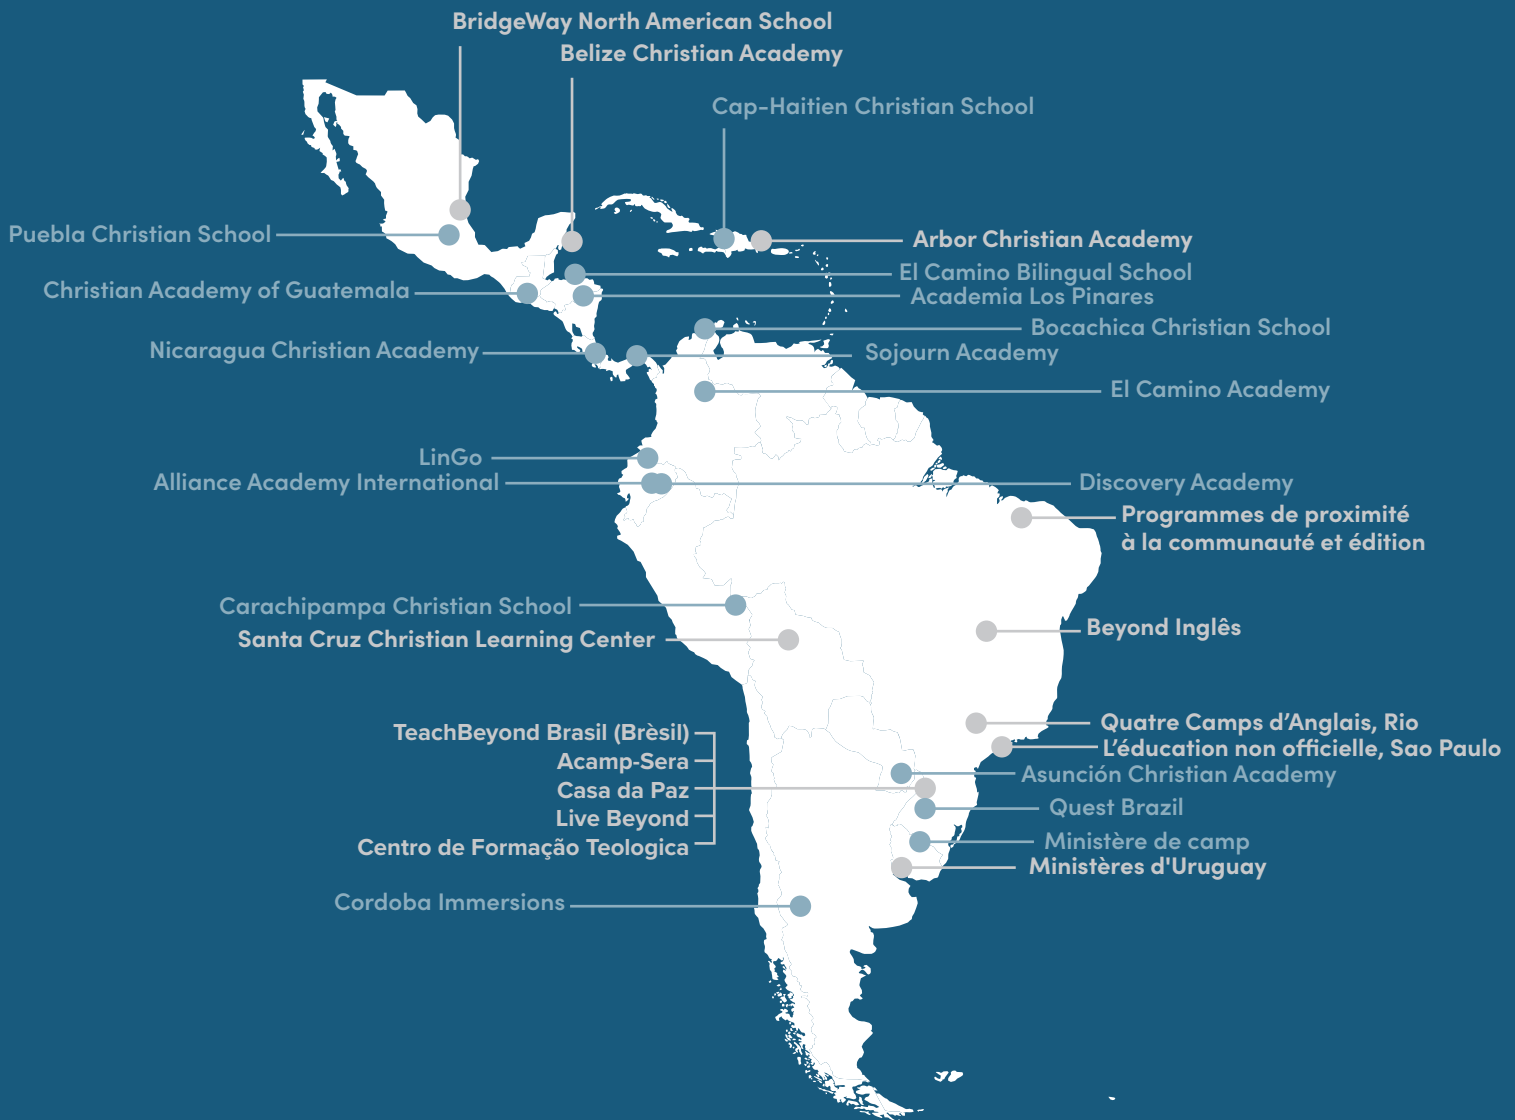 BridgeWay North American School
Belize Christian Academy
Cap-Haitien Christian School
Puebla Christian School
Arbor Christian Academy
El Camino Bilingual School
Christian Academy of Guatemala
Academia Los Pinares
Bocachica Christian School
Nicaragua Christian Academy
Sojourn Academy
El Camino Academy
LinGo
Alliance Academy International
Discovery Academy
Programmes de proximité
à la communauté et édition
Carachipampa Christian School
Beyond Inglês
Santa Cruz Christian Learning Center
Quatre Camps d’Anglais, Rio
TeachBeyond Brasil (Brèsil)
L’éducation non officielle, Sao Paulo
Acamp-Sera
Asunción Christian Academy
Casa da Paz
Quest Brazil
Live Beyond
Ministère de camp
Centro de Formação Teologica
Ministères d'Uruguay
Cordoba Immersions